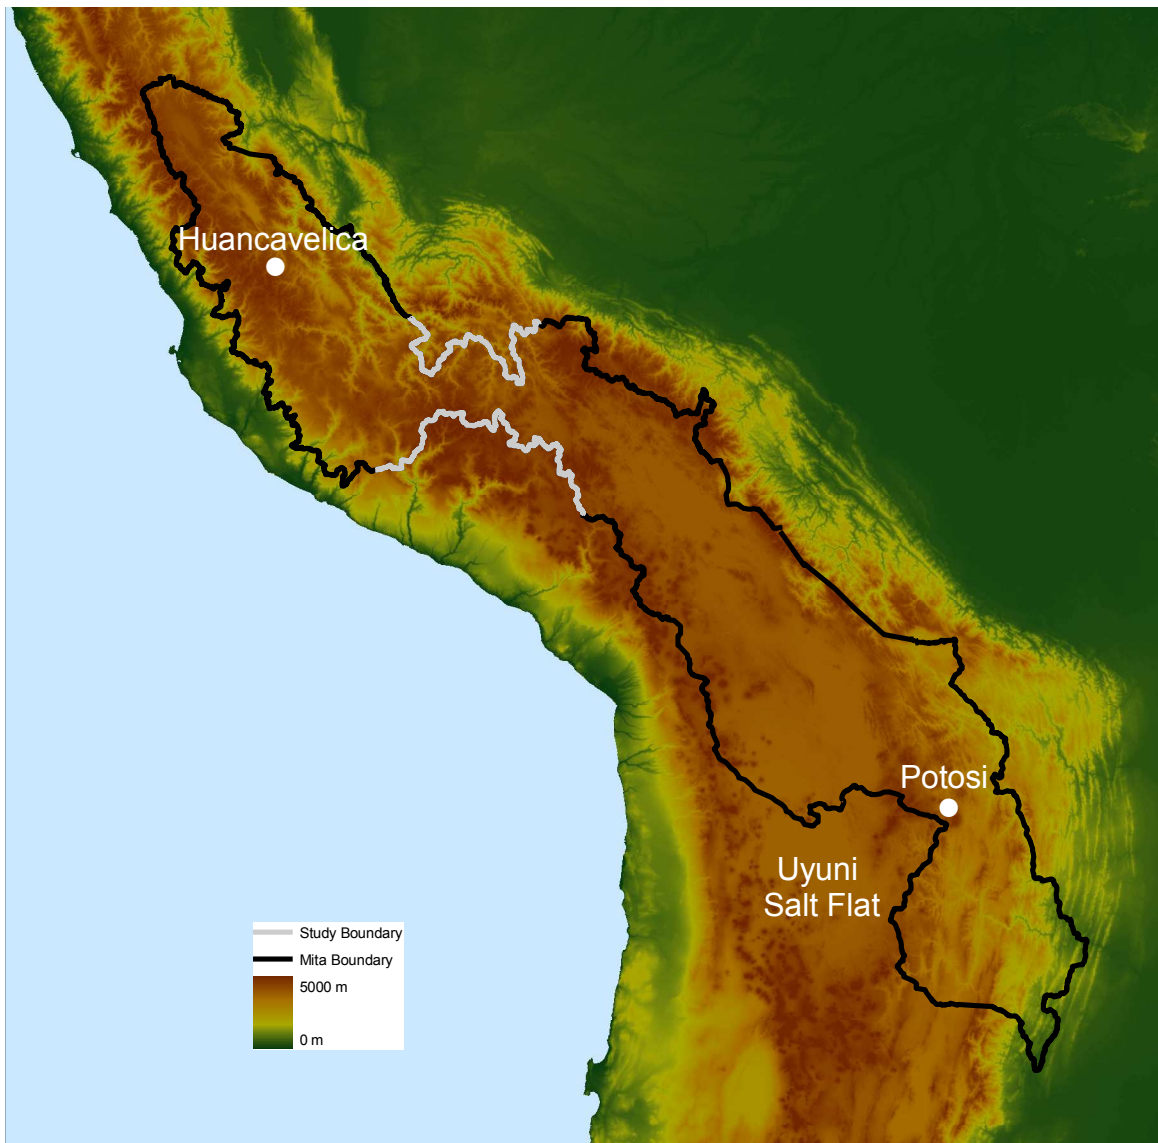 Huancavelica
Potosi
Uyuni
Salt Flat
Study Boundary
Mita Boundary
5000 m
0 m